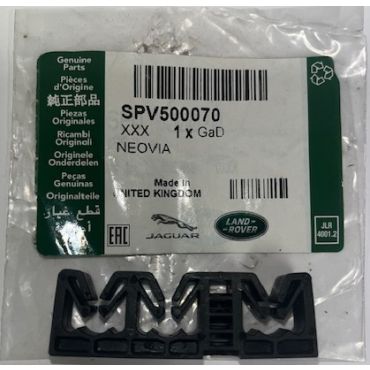 Genuine
Parts
Pièces
d'Origine
純正部品
Piezas
Originales
Ricambi
Originali
Originele
Onderdelen
Peças
Genuinas
Originalteile
قطع غيار
SPV500070
XXX 1 x GaD
NEOVIA
Made in
UNITED KINGDOM
EAC
JAGUAR
LAND-
ROVER
JLR
4001.2